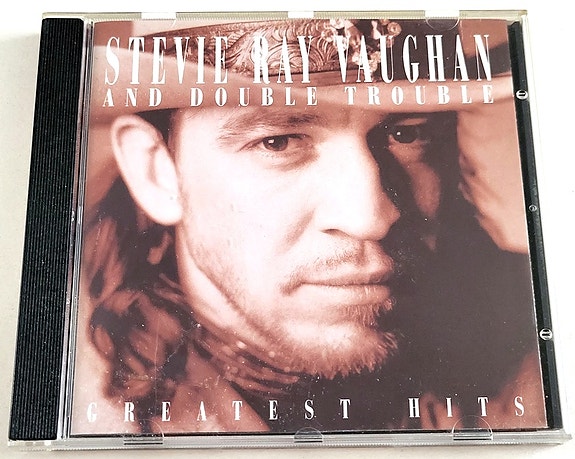 STEVIE RAY VAUGHAN
AND DOUBLE TROUBLE
GREATEST HITS